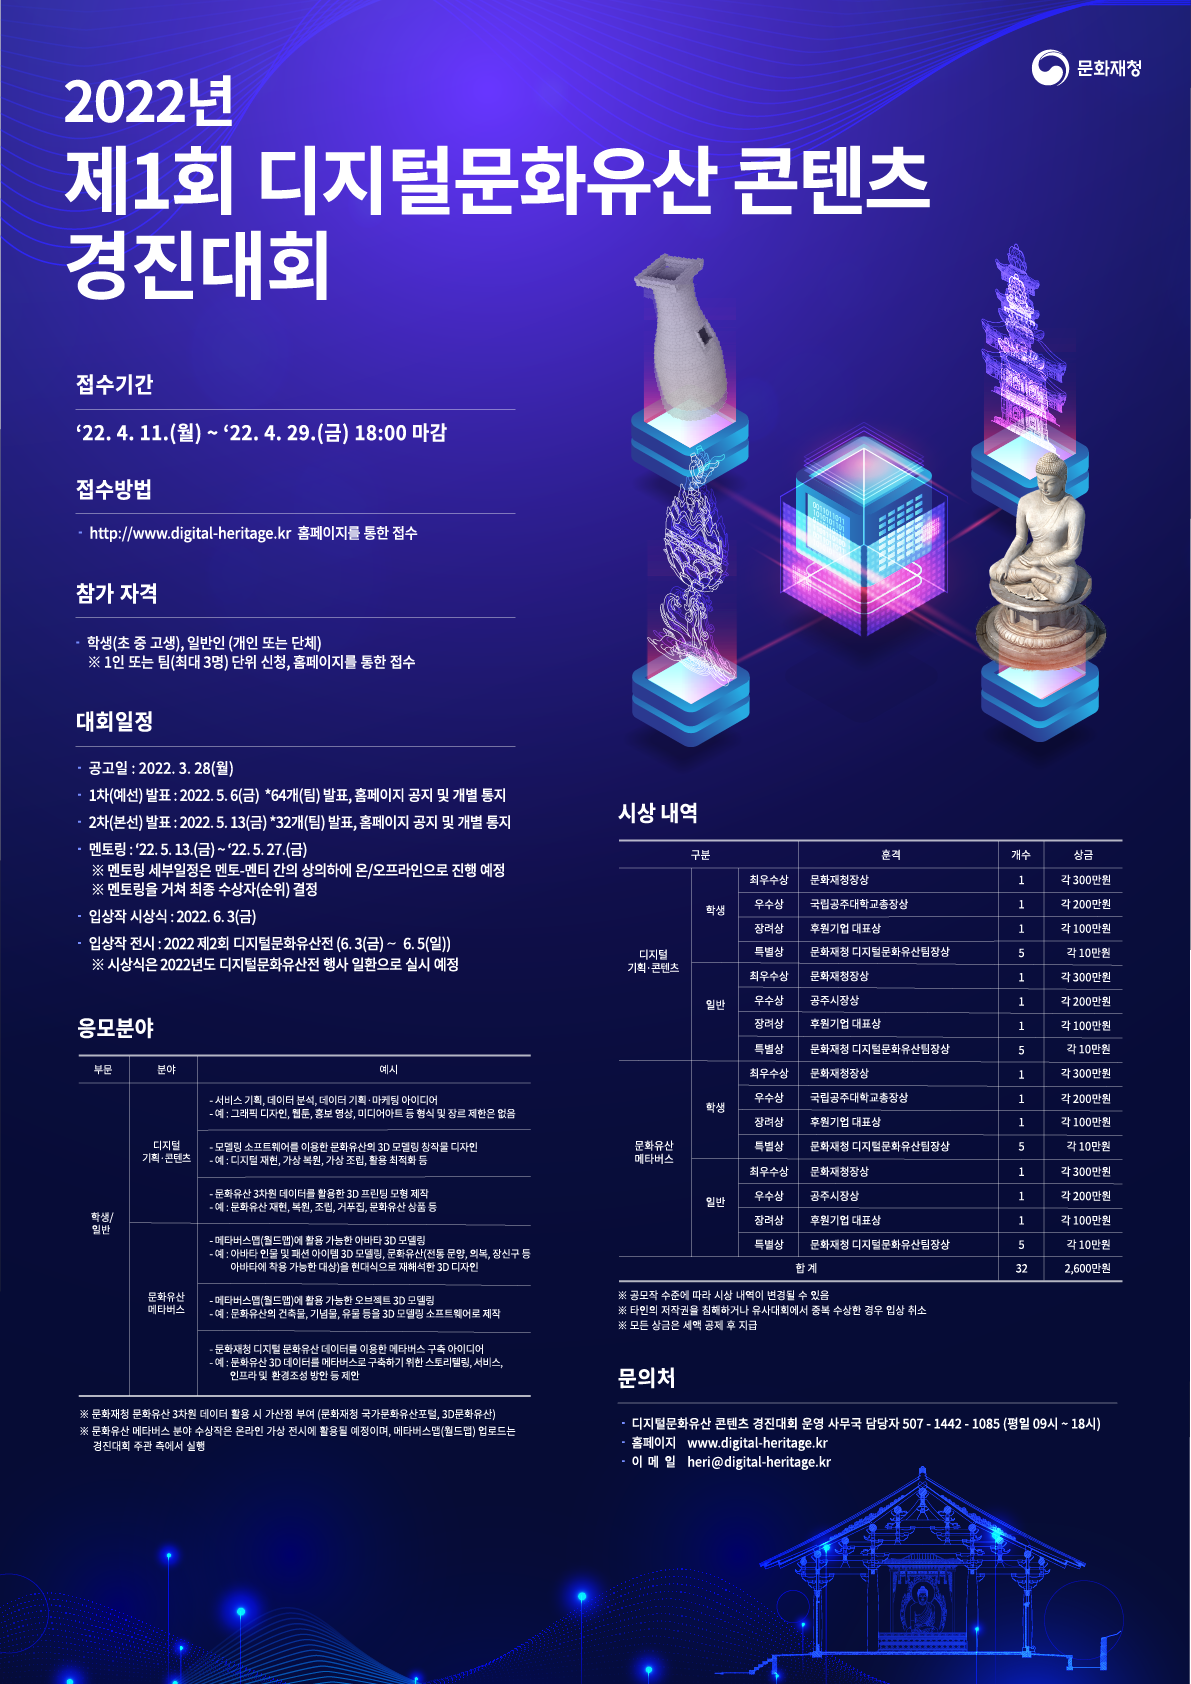 문화재청
2022년
제1회 디지털문화유산 콘텐츠
경진대회
접수기간
‘22. 4. 11.(월) ~ ‘22. 4. 29.(금) 18:00 마감
접수방법
- http://www.digital-heritage.kr 홈페이지를 통한 접수
참가 자격
- 학생(초 중 고생), 일반인 (개인 또는 단체)
※ 1인 또는 팀(최대 3명) 단위 신청, 홈페이지를 통한 접수
대회일정
- 공고일 : 2022. 3. 28(월)
- 1차(예선) 발표 : 2022. 5. 6(금) *64개(팀) 발표, 홈페이지 공지 및 개별 통지
- 2차(본선) 발표 : 2022. 5. 13(금) *32개(팀) 발표, 홈페이지 공지 및 개별 통지
- 멘토링 : ‘22. 5. 13.(금) ~ ‘22. 5. 27.(금)
※ 멘토링 세부일정은 멘토-멘티 간의 상의하에 온/오프라인으로 진행 예정
※ 멘토링을 거쳐 최종 수상자(순위) 결정
- 입상작 시상식 : 2022. 6. 3(금)
- 입상작 전시 : 2022 제2회 디지털문화유산전 (6. 3(금) ~ 6. 5(일))
※ 시상식은 2022년도 디지털문화유산전 행사 일환으로 실시 예정
응모분야
부문 분야 예시
학생/
일반
디지털
기획·콘텐츠
- 서비스 기획, 데이터 분석, 데이터 기획·마케팅 아이디어
- 예 : 그래픽 디자인, 웹툰, 홍보 영상, 미디어아트 등 형식 및 장르 제한은 없음
- 모델링 소프트웨어를 이용한 문화유산의 3D 모델링 창작물 디자인
- 예 : 디지털 재현, 가상 복원, 가상 조립, 활용 최적화 등
- 문화유산 3차원 데이터를 활용한 3D 프린팅 모형 제작
- 예 : 문화유산 재현, 복원, 조립, 거푸집, 문화유산 상품 등
문화유산
메타버스
- 메타버스맵(월드맵)에 활용 가능한 아바타 3D 모델링
- 예 : 아바타 인물 및 패션 아이템 3D 모델링, 문화유산(전통 문양, 의복, 장신구 등
아바타에 착용 가능한 대상)을 현대식으로 재해석한 3D 디자인
- 메타버스맵(월드맵)에 활용 가능한 오브젝트 3D 모델링
- 예 : 문화유산의 건축물, 기념물, 유물 등을 3D 모델링 소프트웨어로 제작
- 문화재청 디지털 문화유산 데이터를 이용한 메타버스 구축 아이디어
- 예 : 문화유산 3D 데이터를 메타버스로 구축하기 위한 스토리텔링, 서비스,
인프라 및 환경조성 방안 등 제안
※ 문화재청 문화유산 3차원 데이터 활용 시 가산점 부여 (문화재청 국가문화유산포털, 3D문화유산)
※ 문화유산 메타버스 분야 수상작은 온라인 가상 전시에 활용될 예정이며, 메타버스맵(월드맵) 업로드는
경진대회 주관 측에서 실행
시상 내역
구분 훈격 개수 상금
디지털
기획·콘텐츠
학생
최우수상 문화재청장상 1 각 300만원
우수상 국립공주대학교총장상 1 각 200만원
장려상 후원기업 대표상 1 각 100만원
특별상 문화재청 디지털문화유산팀장상 5 각 10만원
일반
최우수상 문화재청장상 1 각 300만원
우수상 공주시장상 1 각 200만원
장려상 후원기업 대표상 1 각 100만원
특별상 문화재청 디지털문화유산팀장상 5 각 10만원
문화유산
메타버스
학생
최우수상 문화재청장상 1 각 300만원
우수상 국립공주대학교총장상 1 각 200만원
장려상 후원기업 대표상 1 각 100만원
특별상 문화재청 디지털문화유산팀장상 5 각 10만원
일반
최우수상 문화재청장상 1 각 300만원
우수상 공주시장상 1 각 200만원
장려상 후원기업 대표상 1 각 100만원
특별상 문화재청 디지털문화유산팀장상 5 각 10만원
합 계 32 2,600만원
※ 공모작 수준에 따라 시상 내역이 변경될 수 있음
※ 타인의 저작권을 침해하거나 유사대회에서 중복 수상한 경우 입상 취소
※ 모든 상금은 세액 공제 후 지급
문의처
- 디지털문화유산 콘텐츠 경진대회 운영 사무국 담당자 507 - 1442 - 1085 (평일 09시 ~ 18시)
- 홈페이지 www.digital-heritage.kr
- 이 메 일 heri@digital-heritage.kr